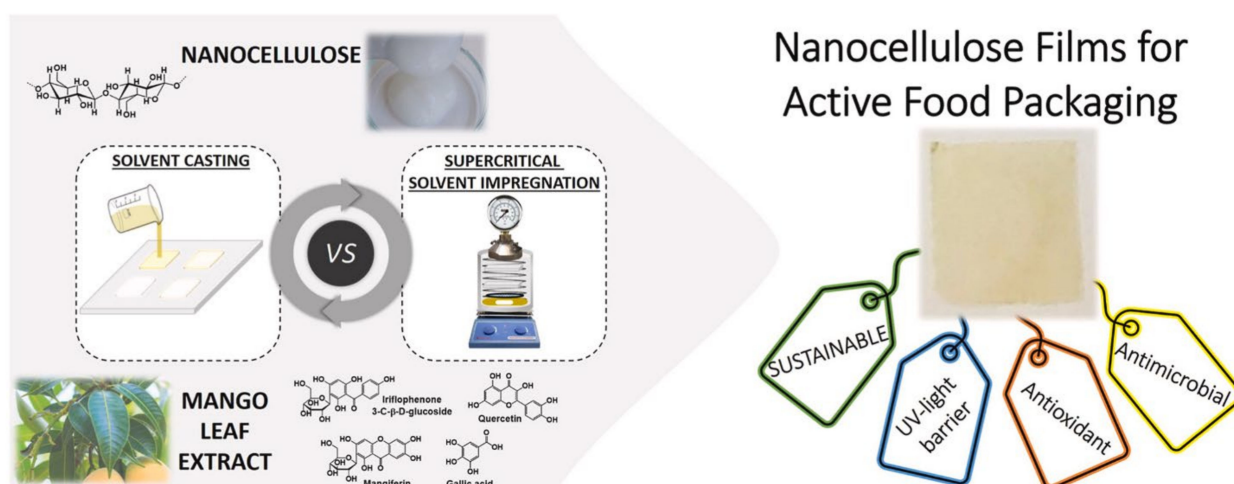 NANOCELLULOSE
SOLVENT CASTING
VS
SUPERCRITICAL
SOLVENT IMPREGNATION
MANGO
LEAF
EXTRACT
Iriflophenone
3-C-β-D-glucoside
Quercetin
Mangiferin
Gallic acid
Nanocellulose Films for
Active Food Packaging
SUSTAINABLE
UV-light
barrier
Antioxidant
Antimicrobial